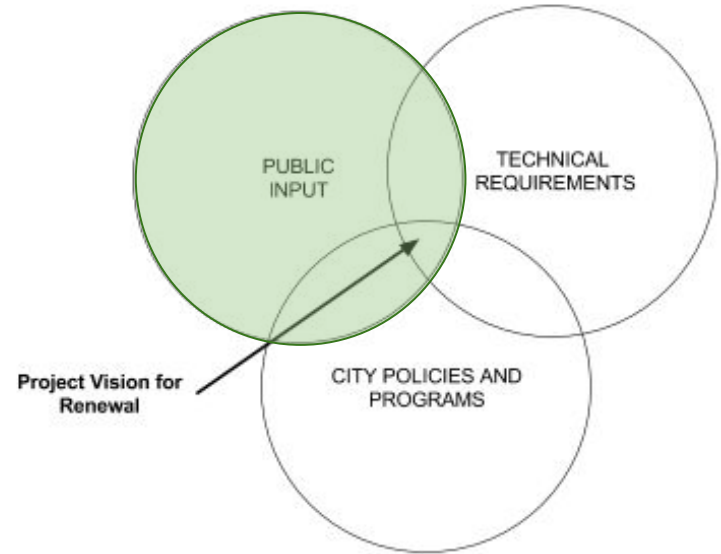 PUBLIC
INPUT
TECHNICAL
REQUIREMENTS
Project Vision for
Renewal
CITY POLICIES AND
PROGRAMS